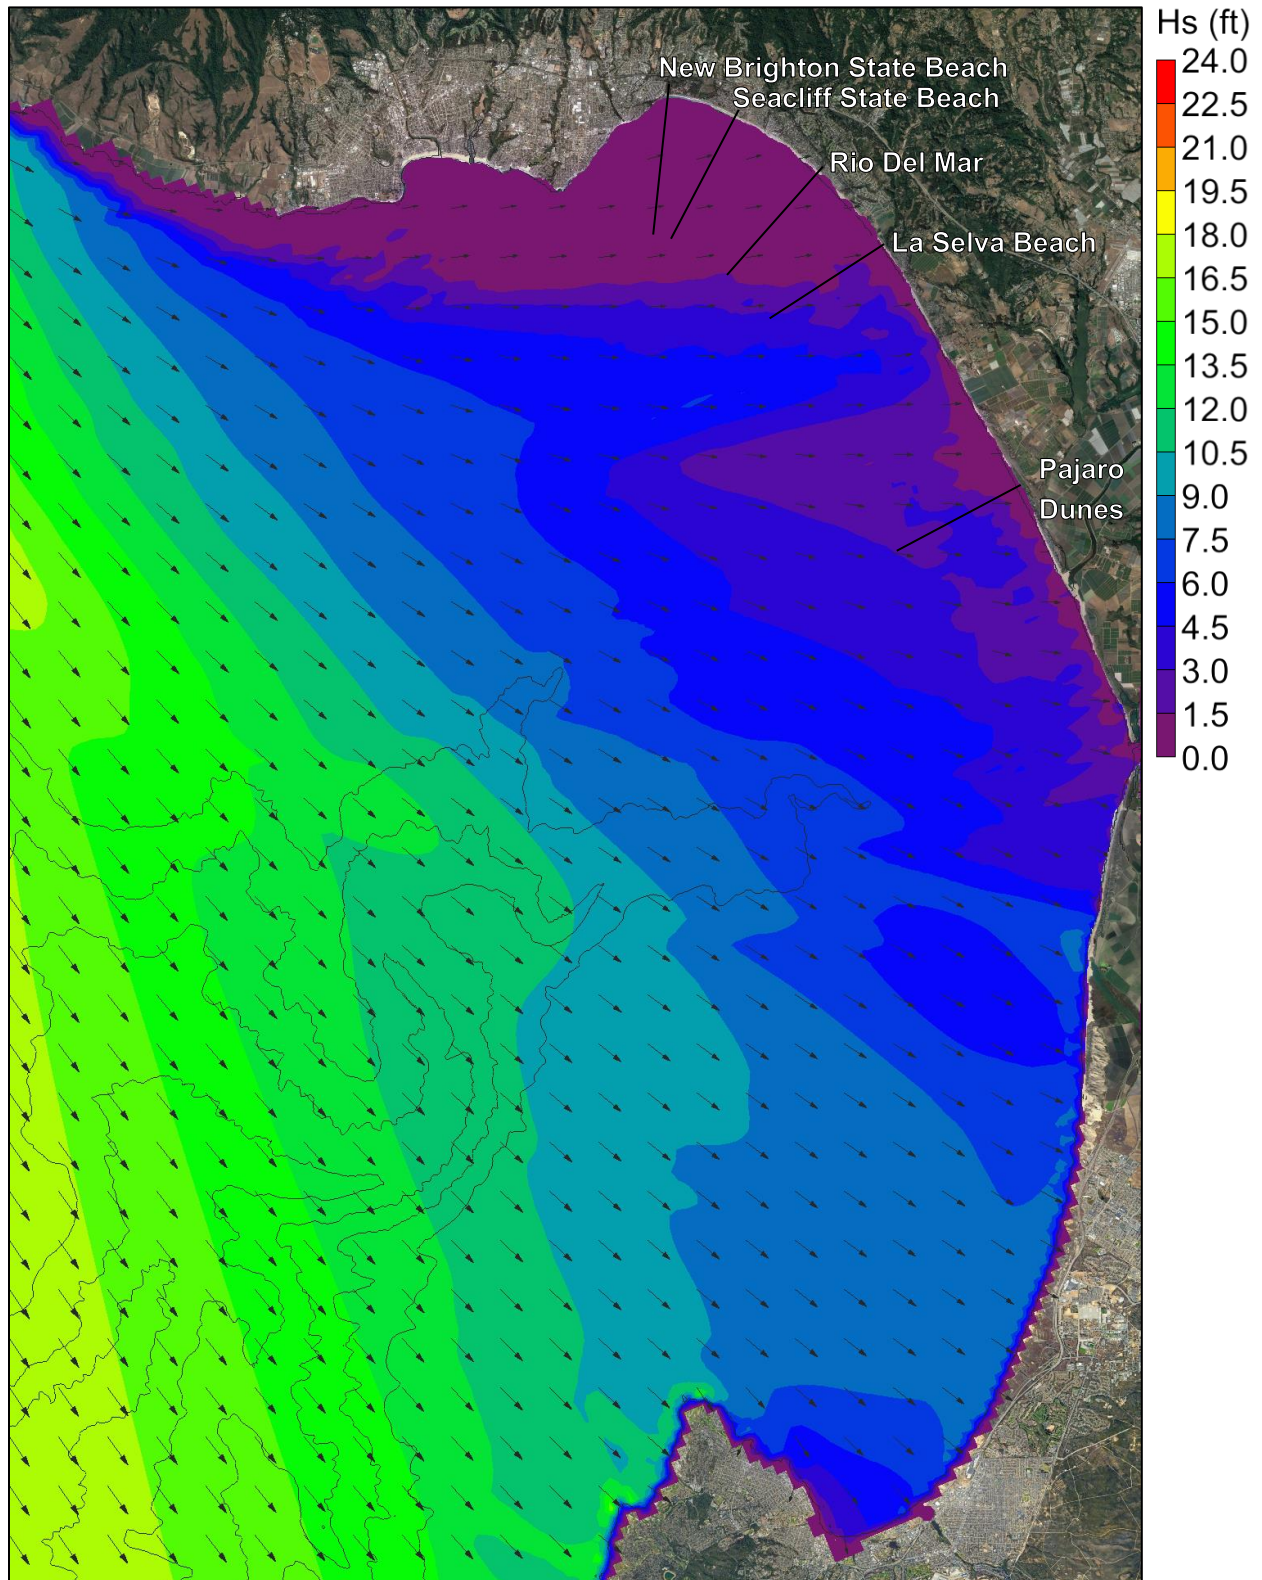 Hs (ft)
24.0
22.5
21.0
19.5
18.0
16.5
15.0
13.5
12.0
10.5
9.0
7.5
6.0
4.5
3.0
1.5
0.0
New Brighton State Beach
Seacliff State Beach
Rio Del Mar
La Selva Beach
Pajaro
Dunes